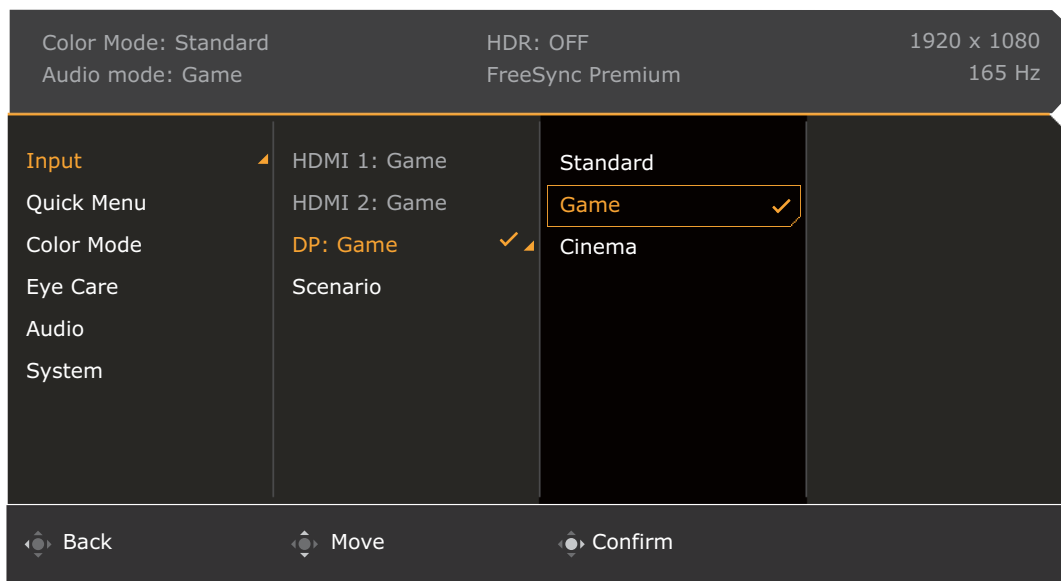 Color Mode: Standard
HDR: OFF
1920 x 1080
Audio mode: Game
FreeSync Premium
165 Hz
Input
Quick Menu
Color Mode
Eye Care
Audio
System
HDMI 1: Game
HDMI 2: Game
DP: Game
Scenario
Standard
Game
Cinema
Back
Move
Confirm